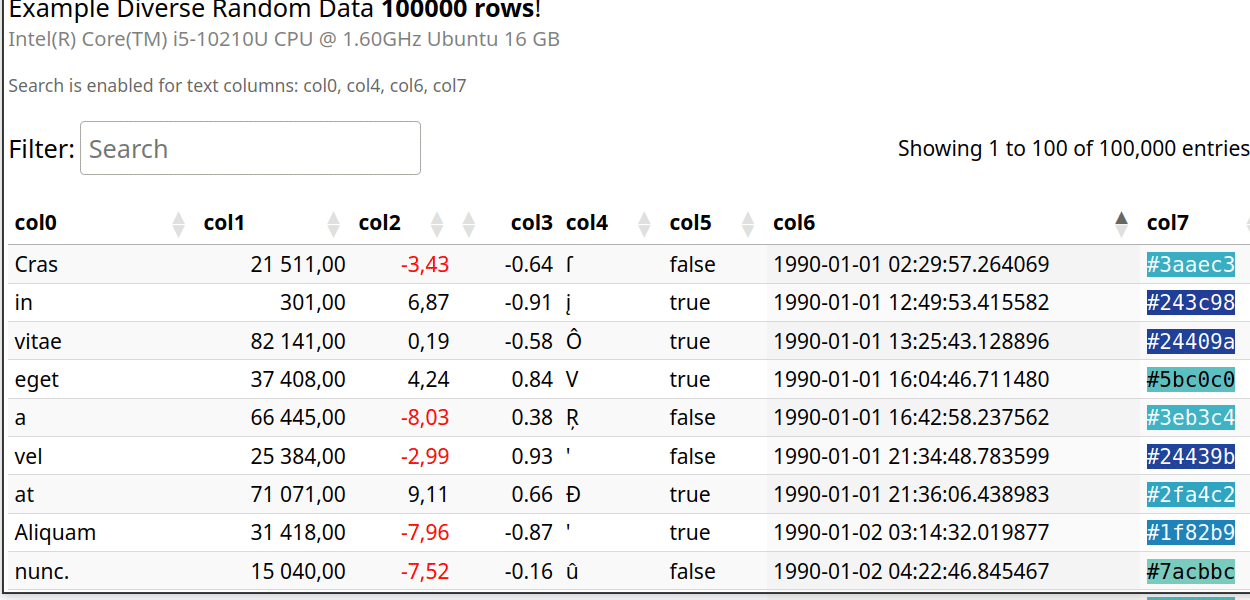 Example Diverse Random Data 100000 rows!
Intel(R) Core(TM) i5-10210U CPU @ 1.60GHz Ubuntu 16 GB
Search is enabled for text columns: col0, col4, col6, col7
Filter: Search Showing 1 to 100 of 100,000 entries
col0 col1 col2 col3 col4 col5 col6 col7
Cras 21 511,00 -3,43 -0.64 false 1990-01-01 02:29:57.264069 #3aaec3
in 301,00 6,87 -0.91 į true 1990-01-01 12:49:53.415582 #243c98
vitae 82 141,00 0,19 -0.58 Ô true 1990-01-01 13:25:43.128896 #24409a
eget 37 408,00 4,24 0.84 V true 1990-01-01 16:04:46.711480 #5bc0c0
a 66 445,00 -8,03 0.38 Ŗ false 1990-01-01 16:42:58.237562 #3eb3c4
vel 25 384,00 -2,99 0.93 ' false 1990-01-01 21:34:48.783599 #24439b
at 71 071,00 9,11 0.66 Đ true 1990-01-01 21:36:06.438983 #2fa4c2
Aliquam 31 418,00 -7,96 -0.87 ' true 1990-01-02 03:14:32.019877 #1f82b9
nunc. 15 040,00 -7,52 -0.16 û false 1990-01-02 04:22:46.845467 #7acbbc